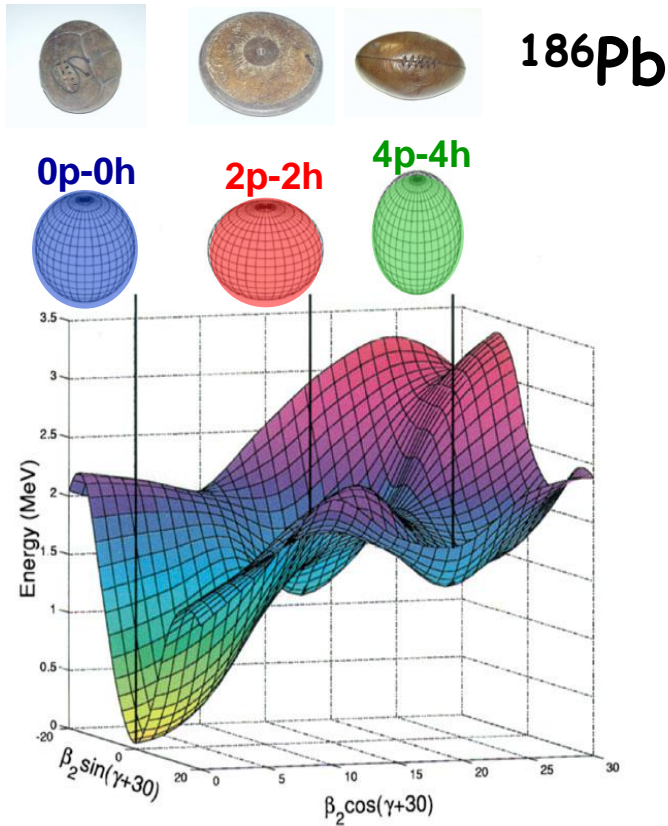 ¹⁸⁶Pb
0p-0h
2p-2h
4p-4h
3.5
3
2.5
2
1.5
1
0.5
0
Energy (MeV)
-20
0
20
β₂sin(γ+30)
0
5
10
15
20
25
30
β₂cos(γ+30)